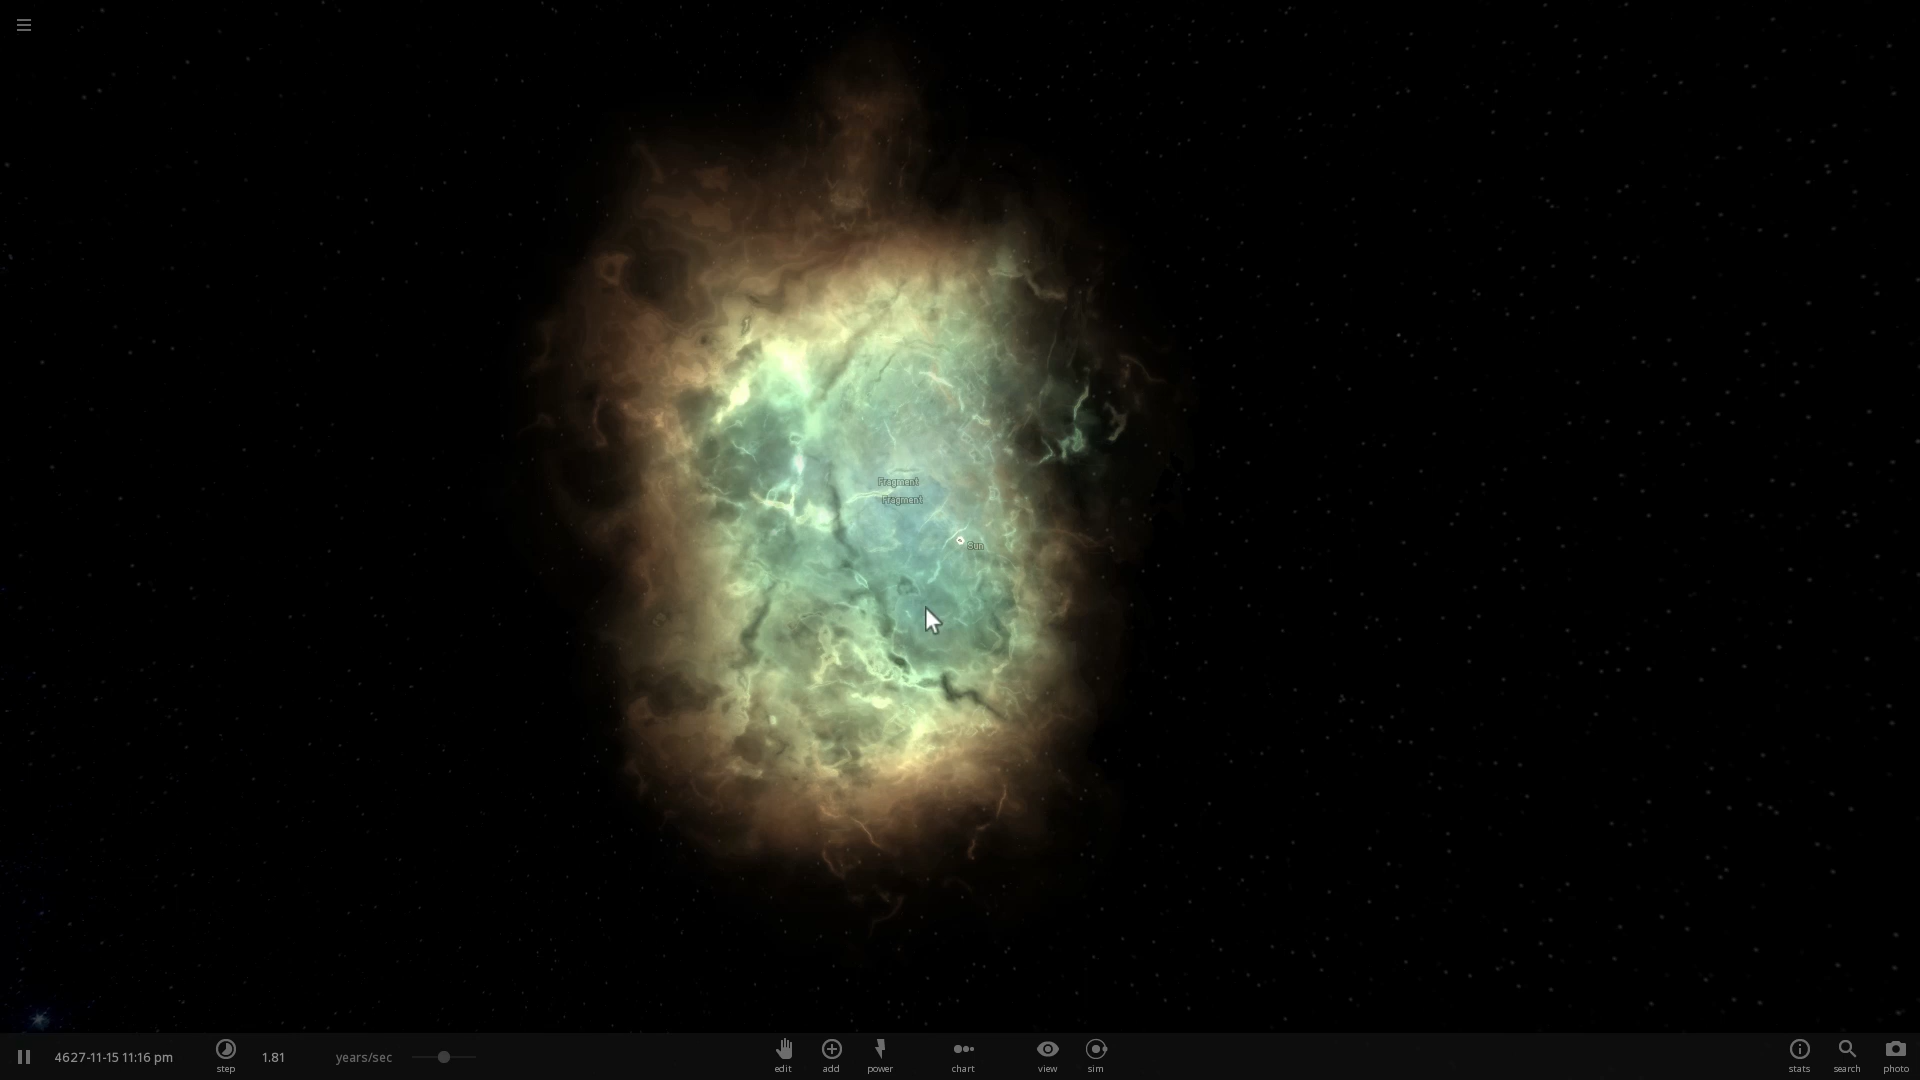 Fragment
Fragment
Sun
4627-11-15 11:16 pm
step
1.81
years/sec
edit
add
power
chart
view
sim
stats
search
photo